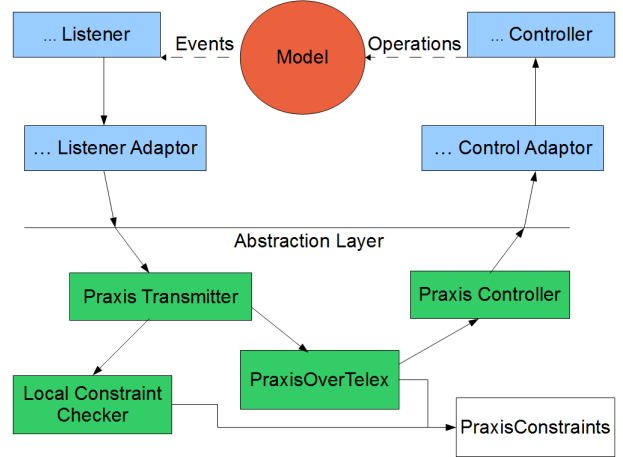 ... Listener
Events
Model
Operations
... Controller
... Listener Adaptor
... Control Adaptor
Abstraction Layer
Praxis Transmitter
Praxis Controller
PraxisOverTelex
Local Constraint
Checker
PraxisConstraints